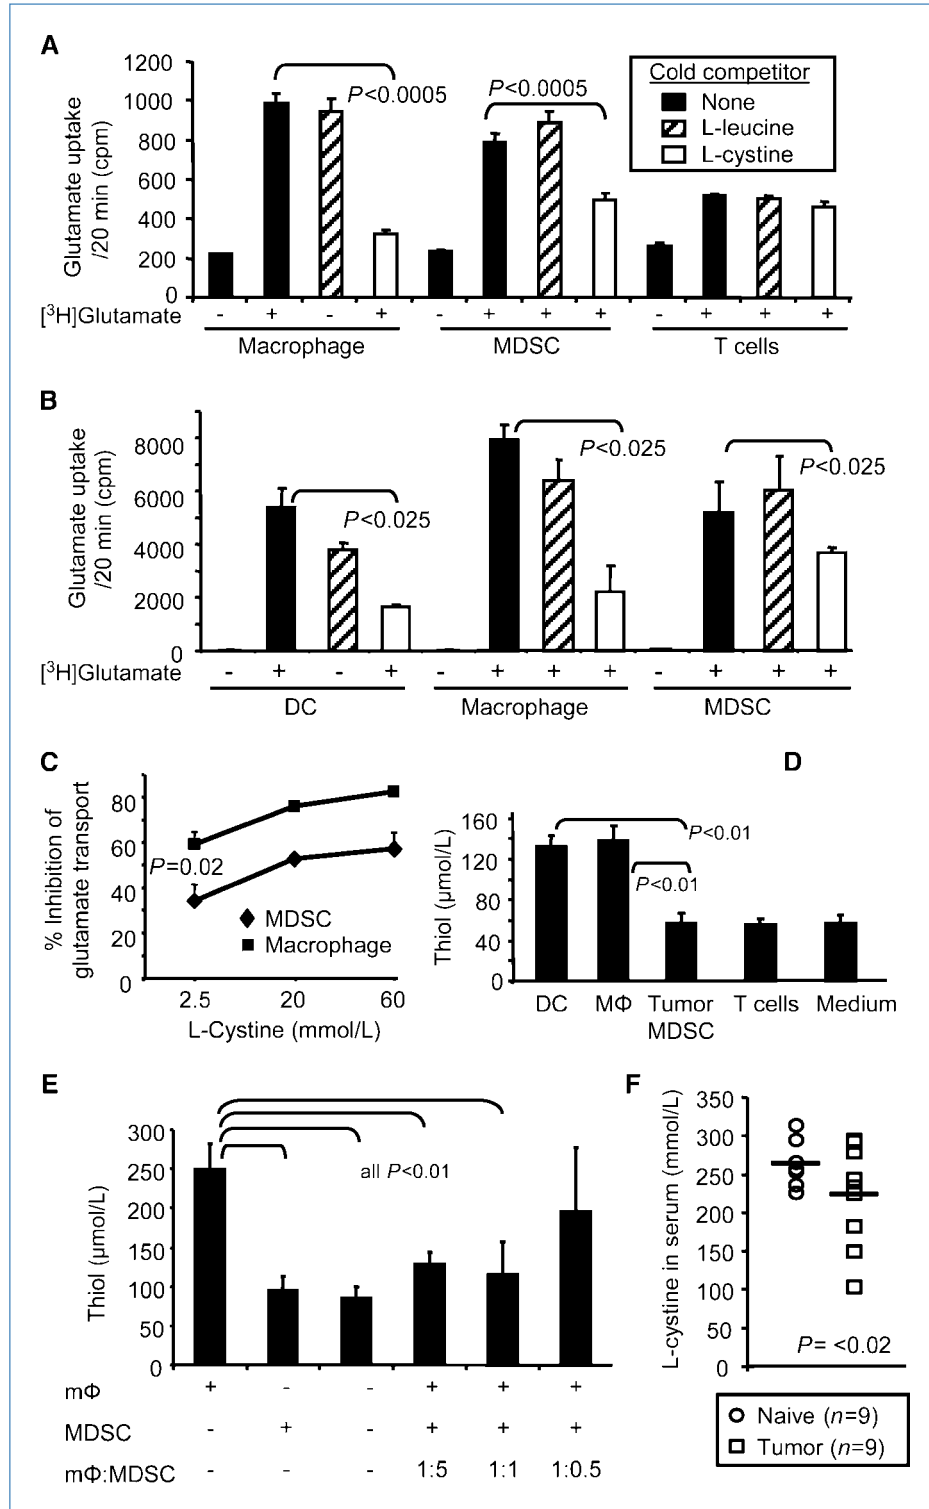 A
1200
1000
800
600
400
200
0
Glutamate uptake
/20 min (cpm)
P<0.0005
P<0.0005
Cold competitor
None
L-leucine
L-cystine
[³H]Glutamate - + - + - + + + - + + +
Macrophage MDSC T cells
B
8000
6000
4000
2000
0
Glutamate uptake
/20 min (cpm)
P<0.025
P<0.025
P<0.025
[³H]Glutamate - + - + - + + + - + + +
DC Macrophage MDSC
C
80
60
40
20
0
% Inhibition of
glutamate transport
P=0.02
MDSC
Macrophage
2.5 20 60
L-Cystine (mmol/L)
D
160
120
80
40
0
Thiol (µmol/L)
P<0.01
P<0.01
DC MΦ Tumor T cells Medium
MDSC
E
300
250
200
150
100
50
0
Thiol (µmol/L)
all P<0.01
mΦ + - - + + +
MDSC - + - + + +
mΦ:MDSC - - - 1:5 1:1 1:0.5
F
350
300
250
200
150
100
50
0
L-cystine in serum (mmol/L)
P= <0.02
Naive (n=9)
Tumor (n=9)